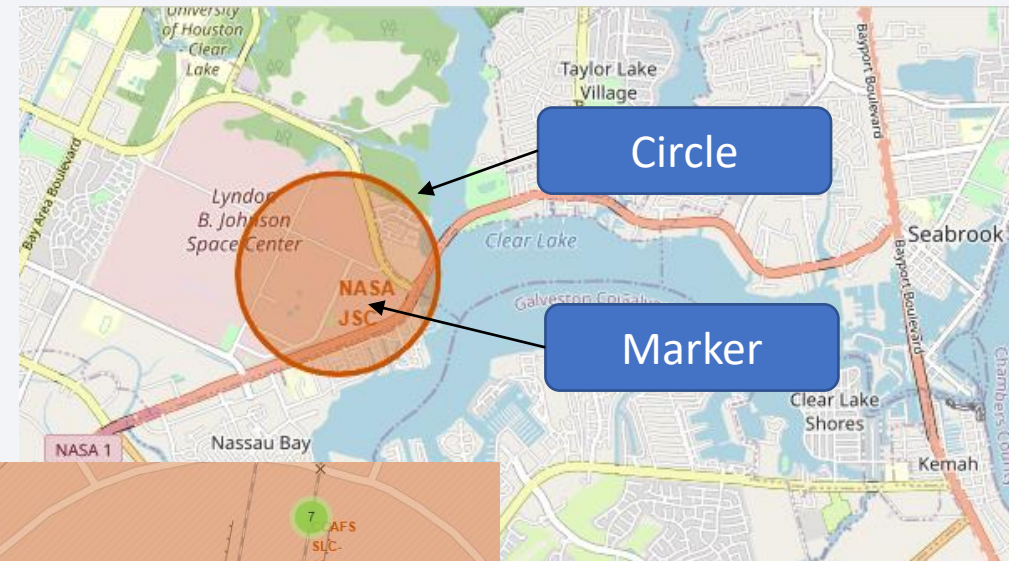 University
of Houston
- Clear
Lake
Taylor Lake
Village
Bayport Boulevard
Bay Area Boulevard
Circle
Lyndon
B. Johnson
Space Center
Clear Lake
Seabrook
NASA
JSC
Galveston County
Bayport Boulevard
Marker
Chambers County
Clear Lake
Shores
NASA 1
Nassau Bay
Kemah
7
CAFS
SLC-